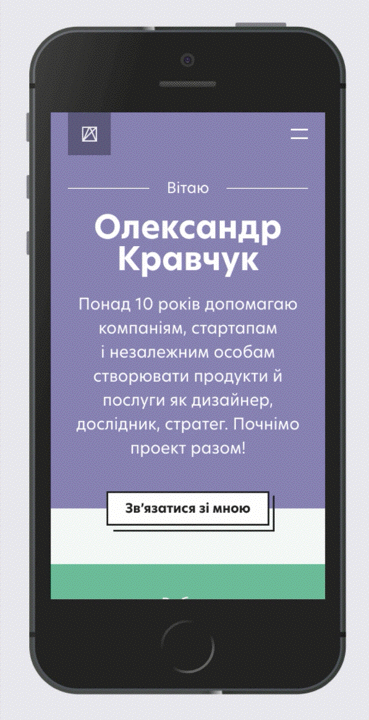 Вітаю
Олександр
Кравчук
Понад 10 років допомагаю
компаніям, стартапам
і незалежним особам
створювати продукти й
послуги як дизайнер,
дослідник, стратег. Почнімо
проект разом!
Зв’язатися зі мною